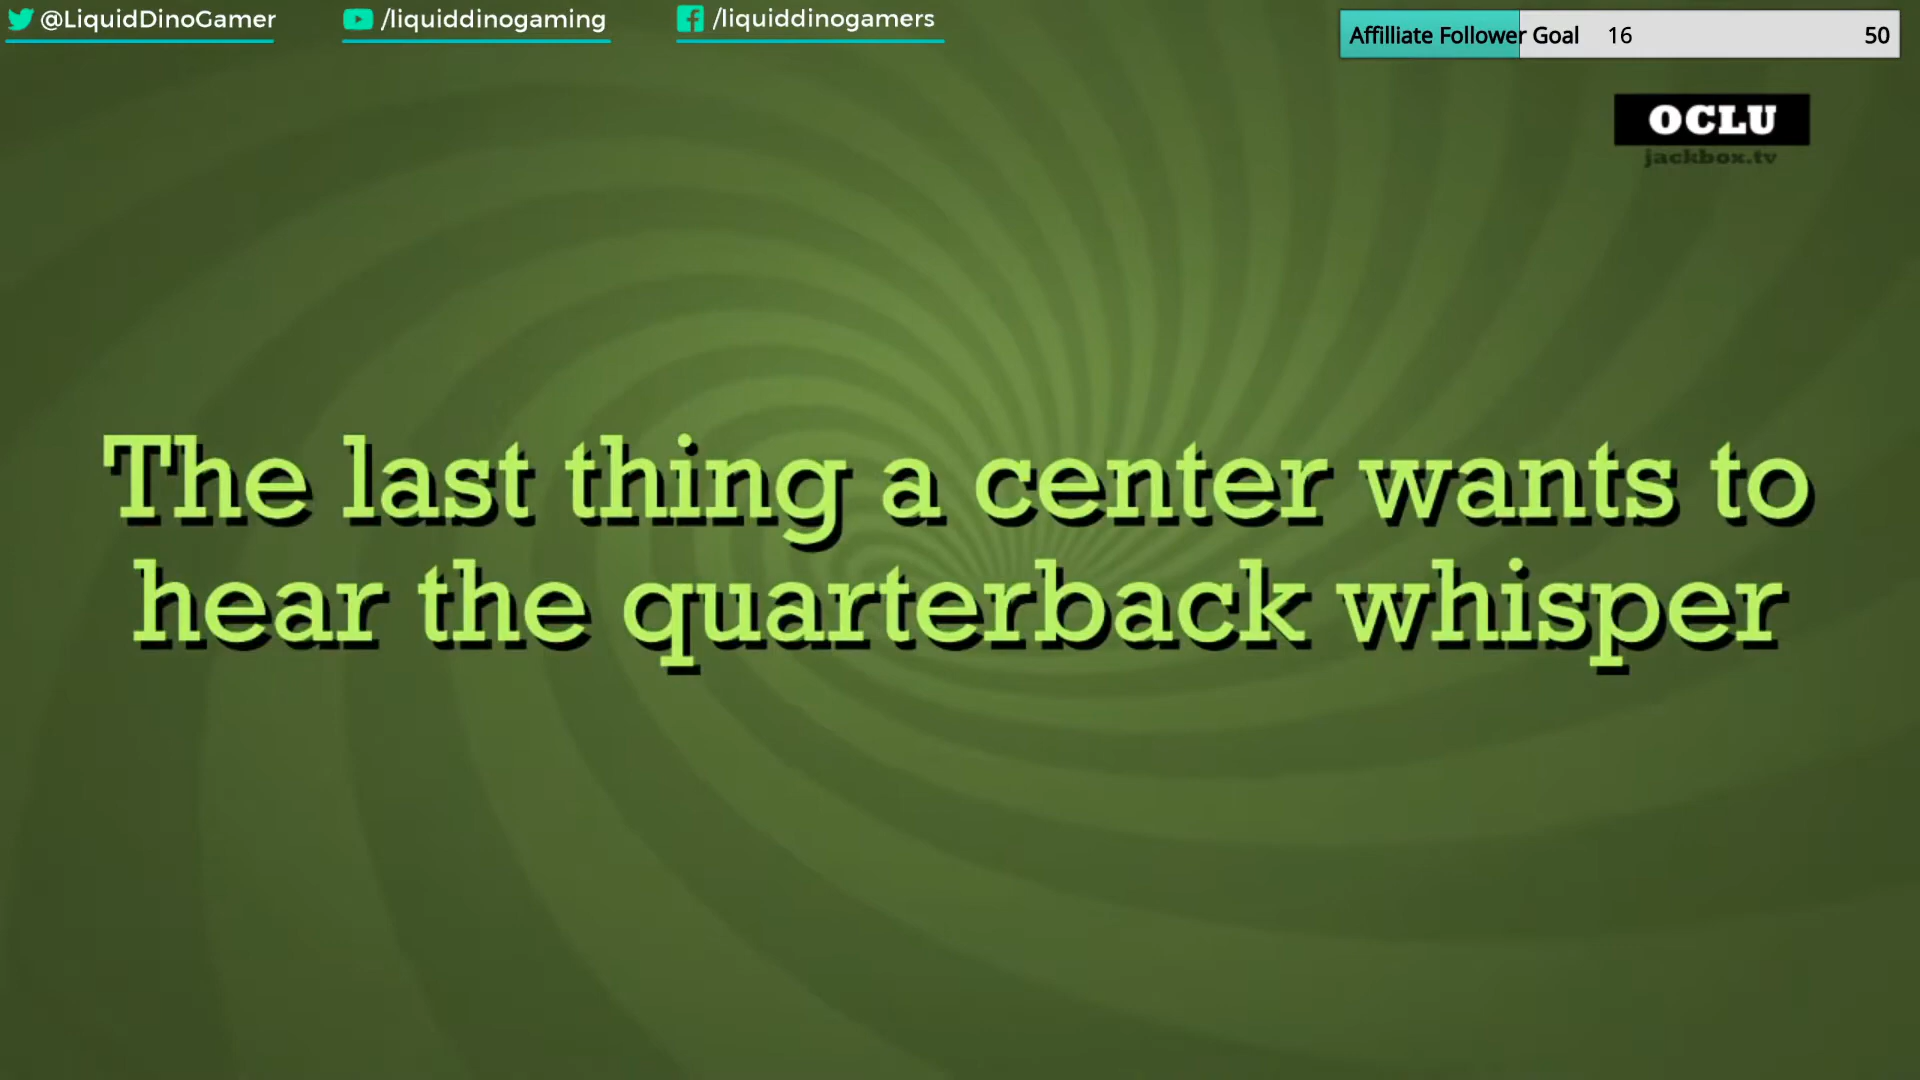 @LiquidDinoGamer /liquiddinogaming /liquiddinogamers Affilliate Follower Goal 16 50
OCLU
jackbox.tv
The last thing a center wants to
hear the quarterback whisper